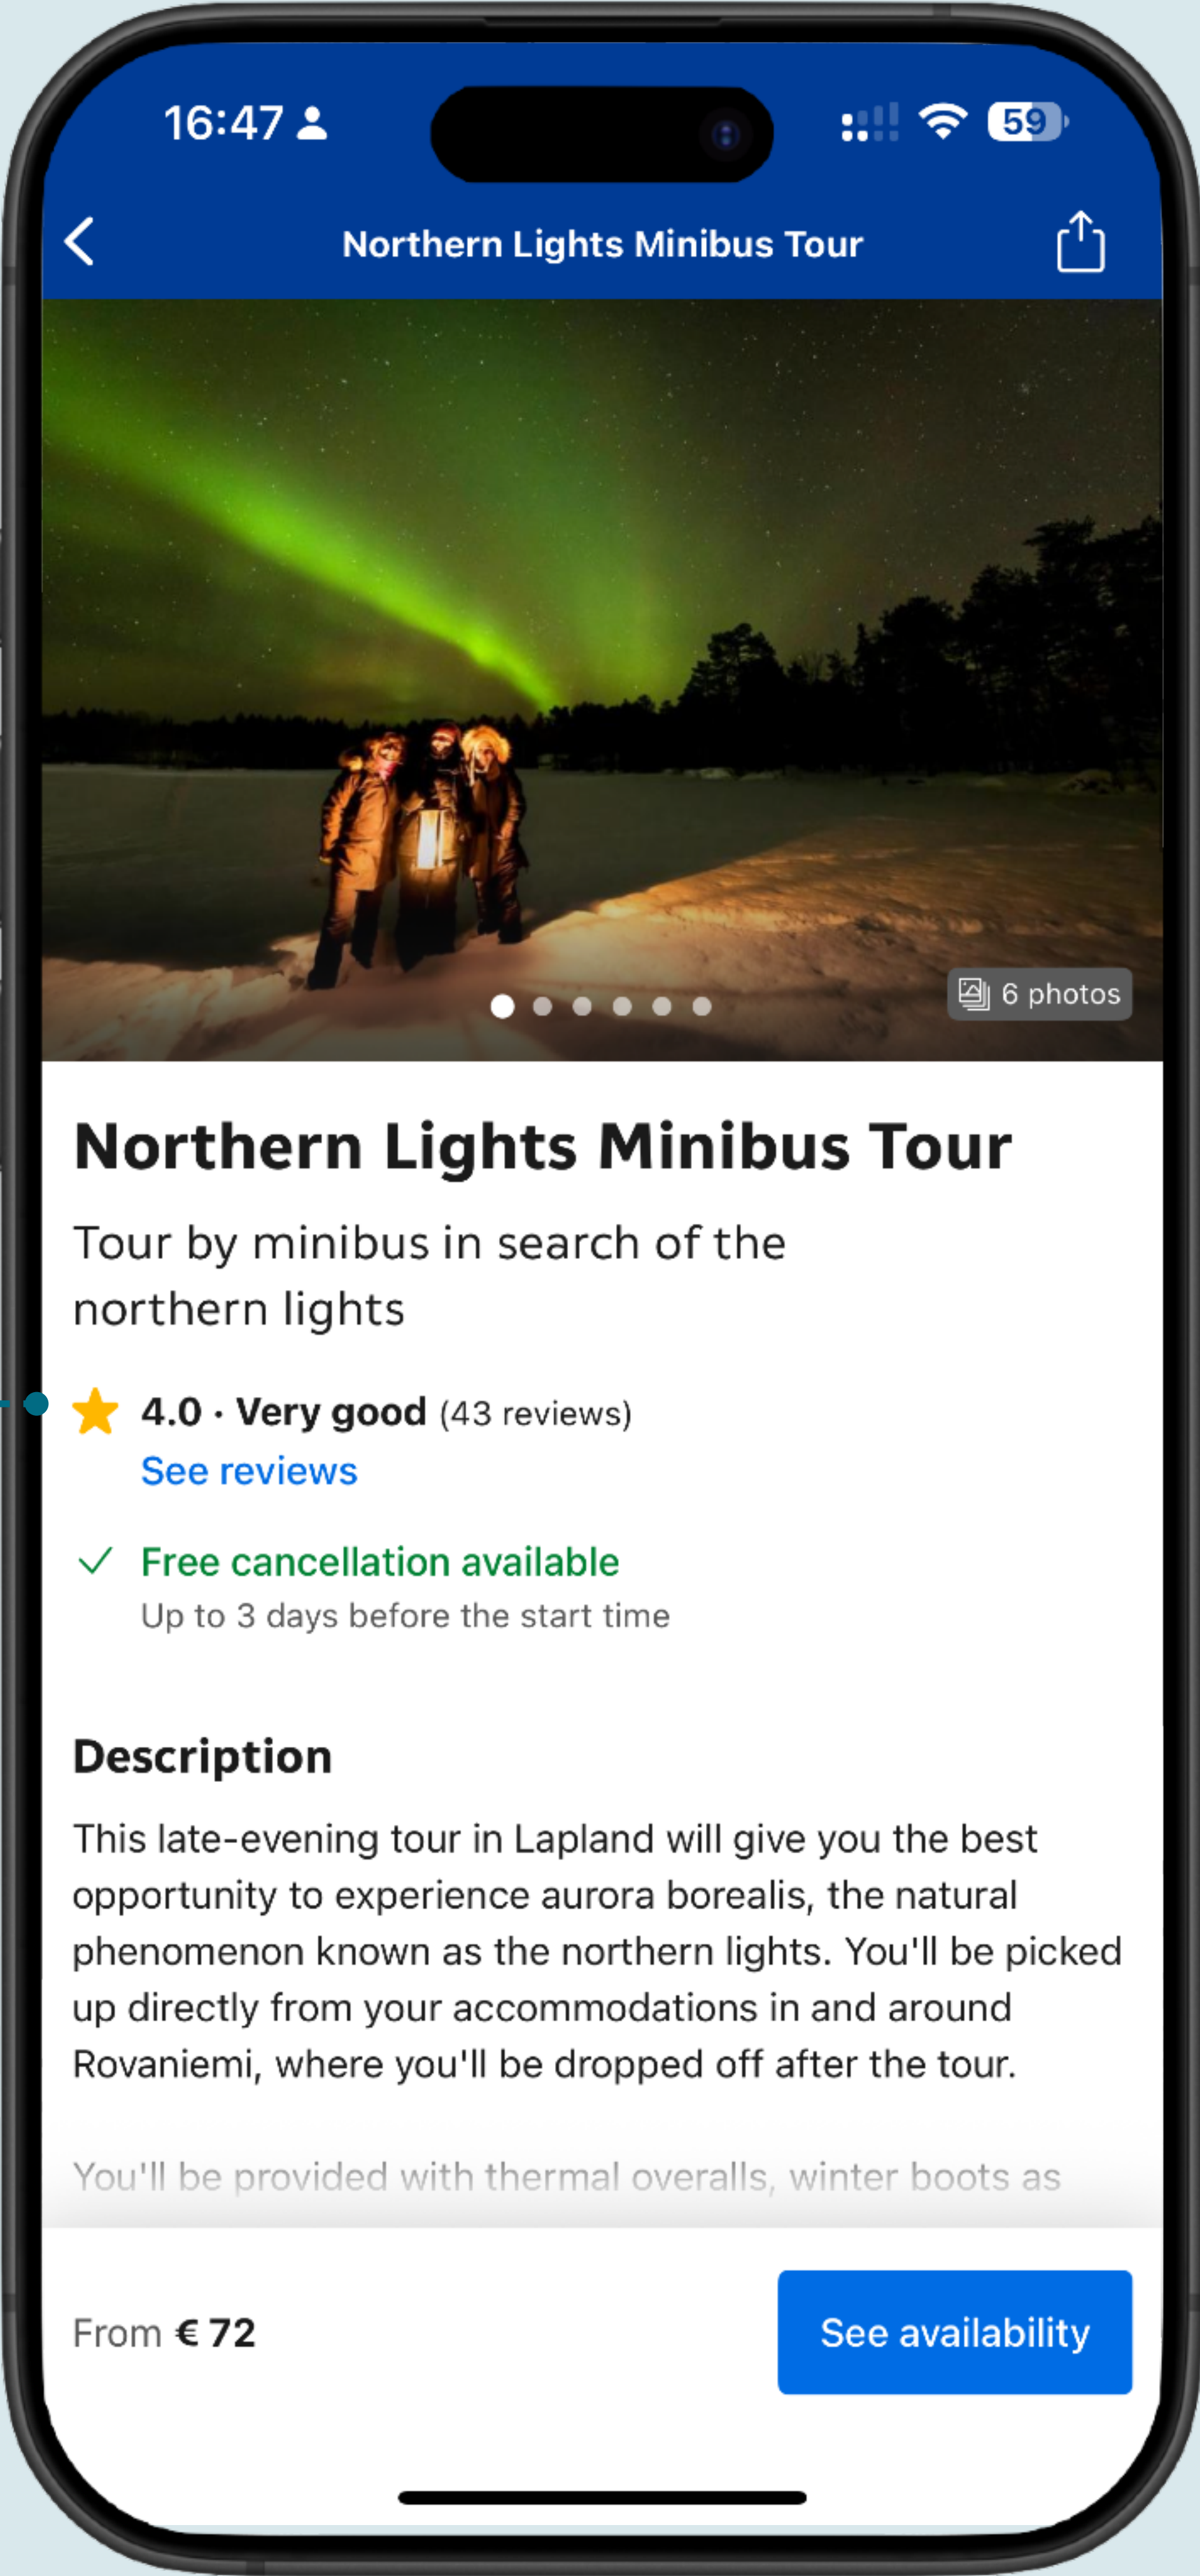 16:47
59
Northern Lights Minibus Tour
6 photos
Northern Lights Minibus Tour
Tour by minibus in search of the
northern lights
4.0 · Very good (43 reviews)
See reviews
Free cancellation available
Up to 3 days before the start time
Description
This late-evening tour in Lapland will give you the best
opportunity to experience aurora borealis, the natural
phenomenon known as the northern lights. You'll be picked
up directly from your accommodations in and around
Rovaniemi, where you'll be dropped off after the tour.
You'll be provided with thermal overalls, winter boots as
From € 72
See availability